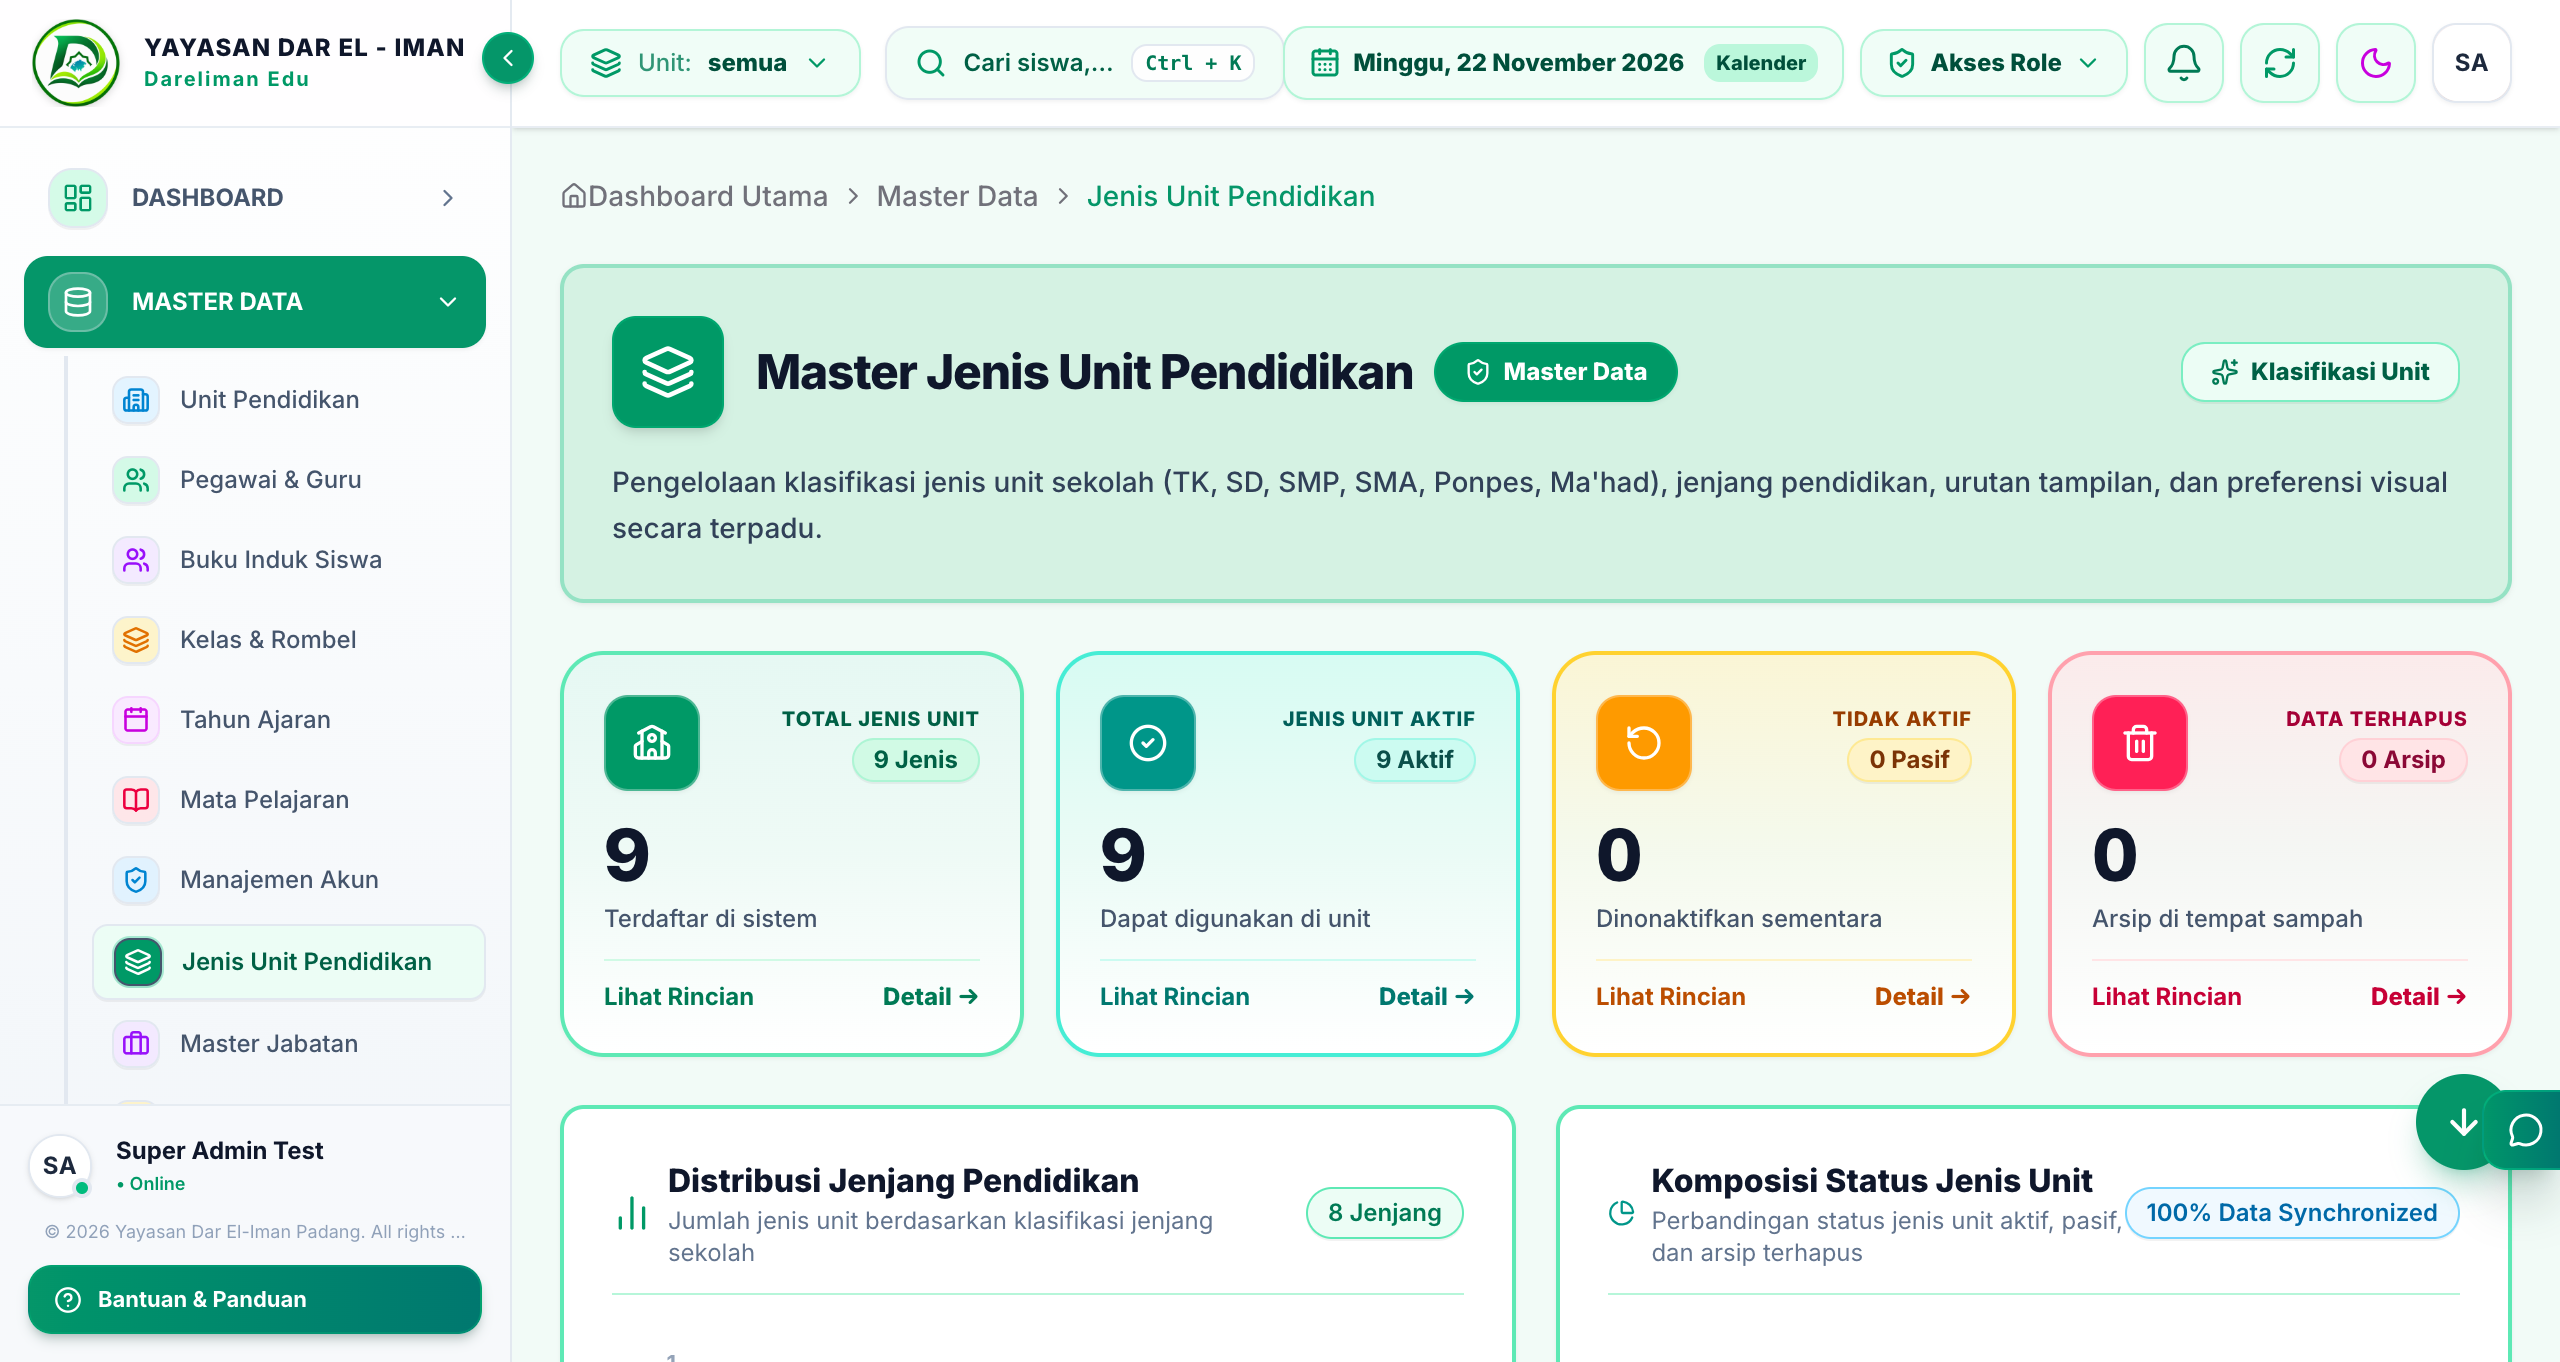 YAYASAN DAR EL - IMAN
Dareliman Edu
Unit: semua
Cari siswa,... Ctrl + K
Minggu, 22 November 2026 Kalender
Akses Role
SA
DASHBOARD
MASTER DATA
Unit Pendidikan
Pegawai & Guru
Buku Induk Siswa
Kelas & Rombel
Tahun Ajaran
Mata Pelajaran
Manajemen Akun
Jenis Unit Pendidikan
Master Jabatan
SA
Super Admin Test
• Online
© 2026 Yayasan Dar El-Iman Padang. All rights ...
Bantuan & Panduan
Dashboard Utama > Master Data > Jenis Unit Pendidikan
Master Jenis Unit Pendidikan
Master Data
Klasifikasi Unit
Pengelolaan klasifikasi jenis unit sekolah (TK, SD, SMP, SMA, Ponpes, Ma'had), jenjang pendidikan, urutan tampilan, dan preferensi visual
secara terpadu.
TOTAL JENIS UNIT
9 Jenis
9
Terdaftar di sistem
Lihat Rincian
Detail →
JENIS UNIT AKTIF
9 Aktif
9
Dapat digunakan di unit
Lihat Rincian
Detail →
TIDAK AKTIF
0 Pasif
0
Dinonaktifkan sementara
Lihat Rincian
Detail →
DATA TERHAPUS
0 Arsip
0
Arsip di tempat sampah
Lihat Rincian
Detail →
Distribusi Jenjang Pendidikan
Jumlah jenis unit berdasarkan klasifikasi jenjang
sekolah
8 Jenjang
Komposisi Status Jenis Unit
Perbandingan status jenis unit aktif, pasif,
dan arsip terhapus
100% Data Synchronized